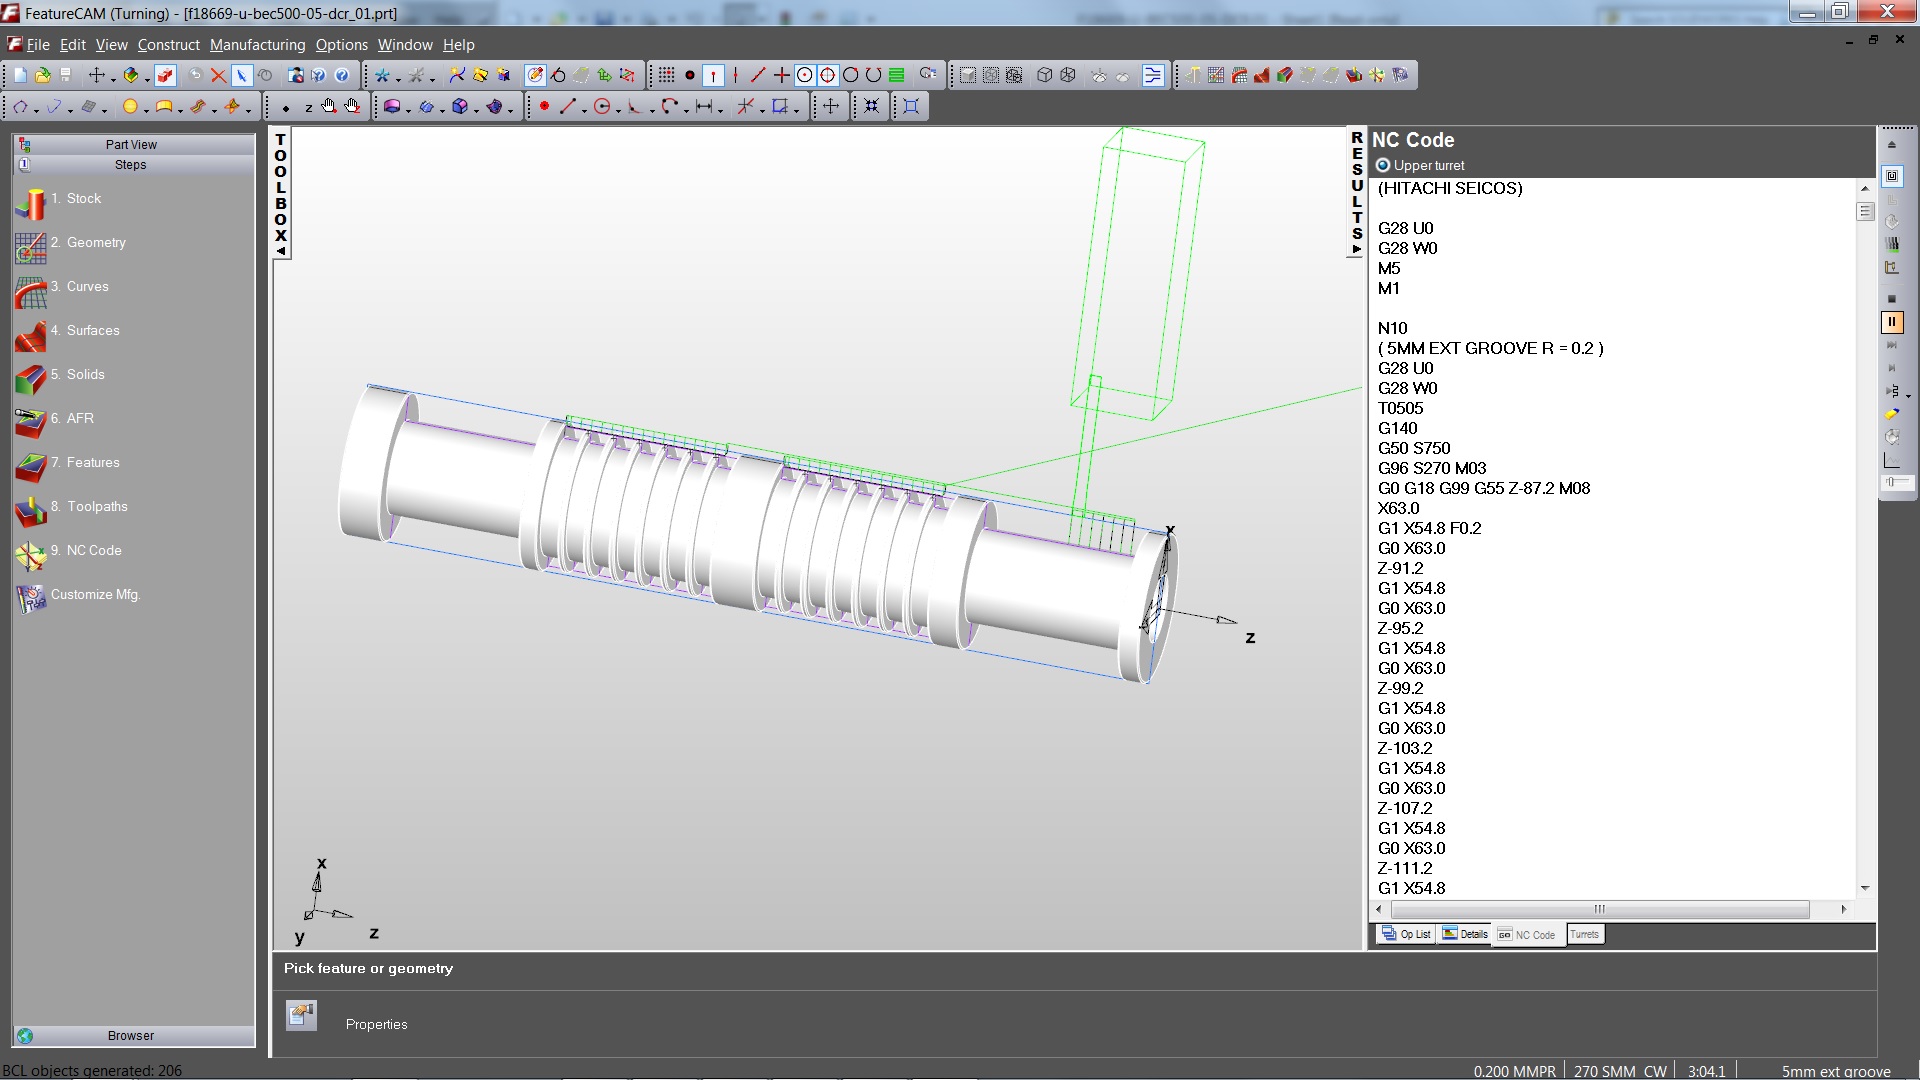 FeatureCAM (Turning) - [f18669-u-bec500-05-dcr_01.prt]
File Edit View Construct Manufacturing Options Window Help
Part View
Steps
1. Stock
2. Geometry
3. Curves
4. Surfaces
5. Solids
6. AFR
7. Features
8. Toolpaths
9. NC Code
Customize Mfg.
Browser
TOOLBOX
x
z
x
y
z
RESULTS
NC Code
Upper turret
(HITACHI SEICOS)
G28 U0
G28 W0
M5
M1
N10
( 5MM EXT GROOVE R = 0.2 )
G28 U0
G28 W0
T0505
G140
G50 S750
G96 S270 M03
G0 G18 G99 G55 Z-87.2 M08
X63.0
G1 X54.8 F0.2
G0 X63.0
Z-91.2
G1 X54.8
G0 X63.0
Z-95.2
G1 X54.8
G0 X63.0
Z-99.2
G1 X54.8
G0 X63.0
Z-103.2
G1 X54.8
G0 X63.0
Z-107.2
G1 X54.8
G0 X63.0
Z-111.2
G1 X54.8
Op List Details NC Code Turrets
Pick feature or geometry
Properties
BCL objects generated: 206
0.200 MMPR 270 SMM CW 3:04.1 5mm ext groove